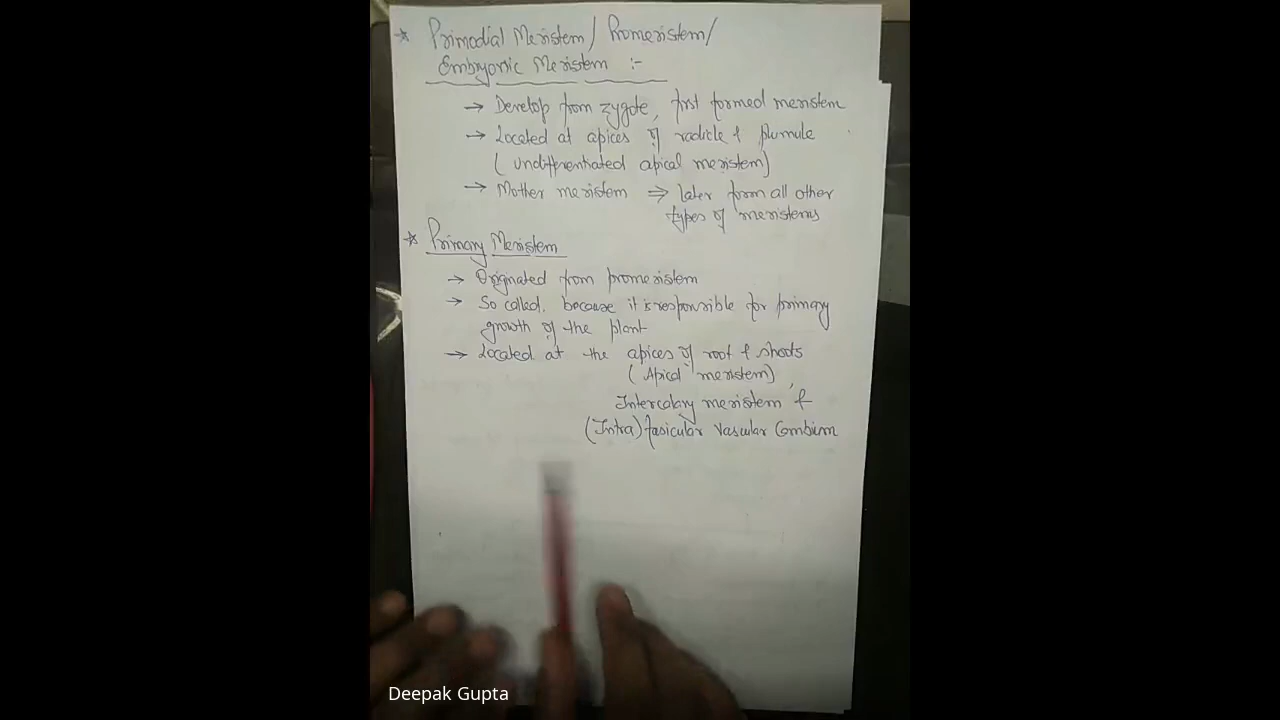 * Primodial Meristem / Promeristem /
Embryonic Meristem :-
→ Develop from zygote, first formed meristem
→ Located at apices of radicle & plumule
(undifferentiated apical meristem)
→ Mother meristem ⇒ later form all other
types of meristems
* Primary Meristem
→ Originated from promeristem
→ So called, because it is responsible for primary
growth of the plant
→ Located at the apices of root & shoots
(Apical meristem),
Intercalary meristem &
(Intra) fasicular Vascular Cambium
Deepak Gupta